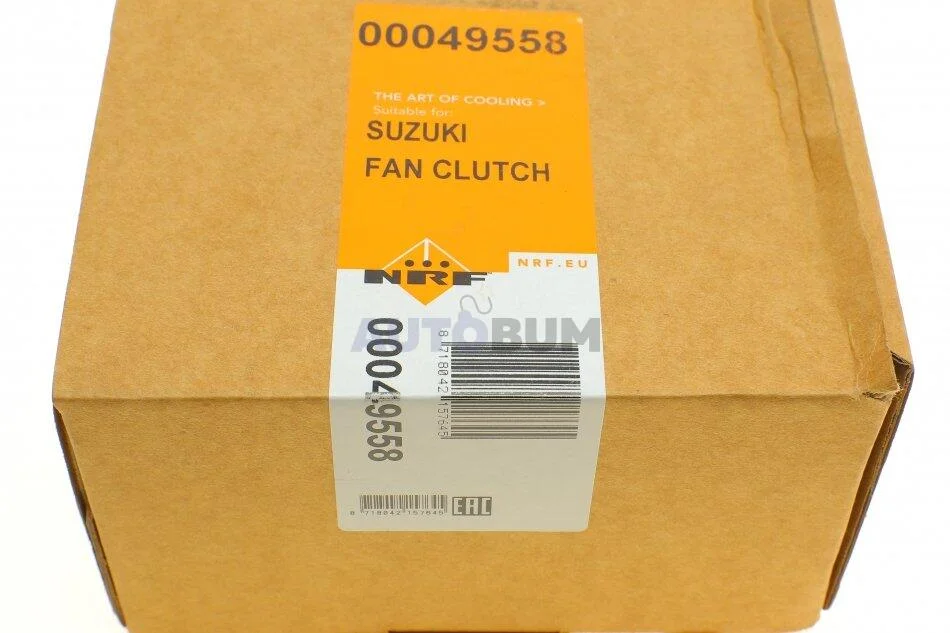 00049558
THE ART OF COOLING >
Suitable for:
SUZUKI
FAN CLUTCH
NRF
NRF.EU
AUTOBUM
00049558
8 718042 157645
8 718042 157645
EAC